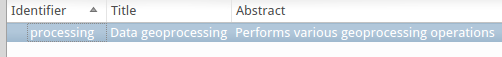 Identifier Title Abstract
processing Data geoprocessing Performs various geoprocessing operations